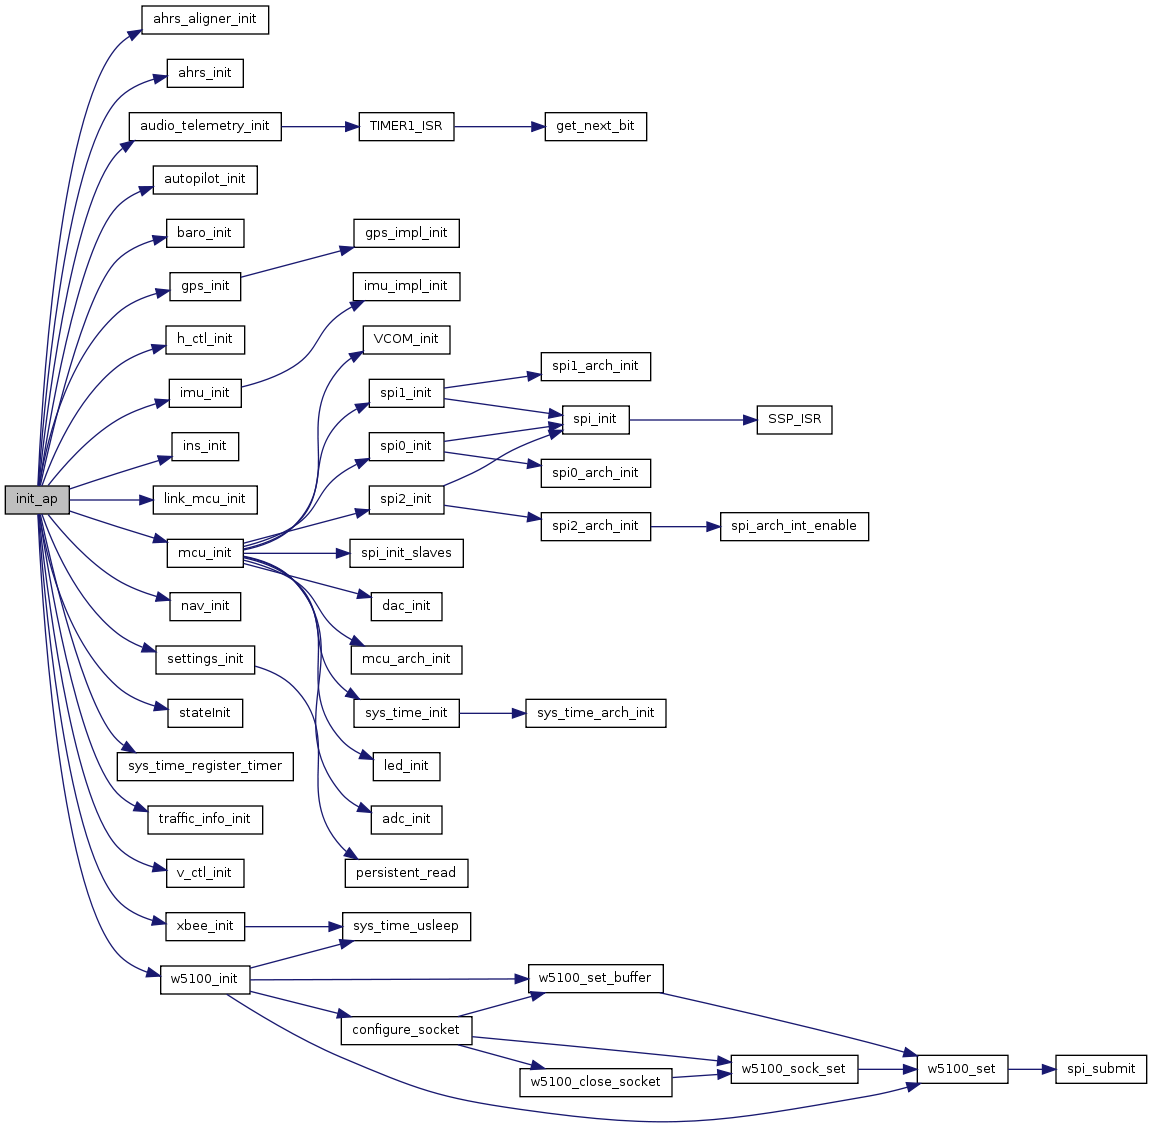 ahrs_aligner_init
ahrs_init
audio_telemetry_init
TIMER1_ISR
get_next_bit
autopilot_init
baro_init
gps_impl_init
gps_init
imu_impl_init
h_ctl_init
VCOM_init
spi1_arch_init
imu_init
spi1_init
spi_init
SSP_ISR
ins_init
spi0_init
spi0_arch_init
init_ap
link_mcu_init
spi2_init
spi2_arch_init
spi_arch_int_enable
mcu_init
spi_init_slaves
nav_init
dac_init
settings_init
mcu_arch_init
stateInit
sys_time_init
sys_time_arch_init
sys_time_register_timer
led_init
traffic_info_init
adc_init
v_ctl_init
persistent_read
xbee_init
sys_time_usleep
w5100_init
w5100_set_buffer
configure_socket
w5100_close_socket
w5100_sock_set
w5100_set
spi_submit